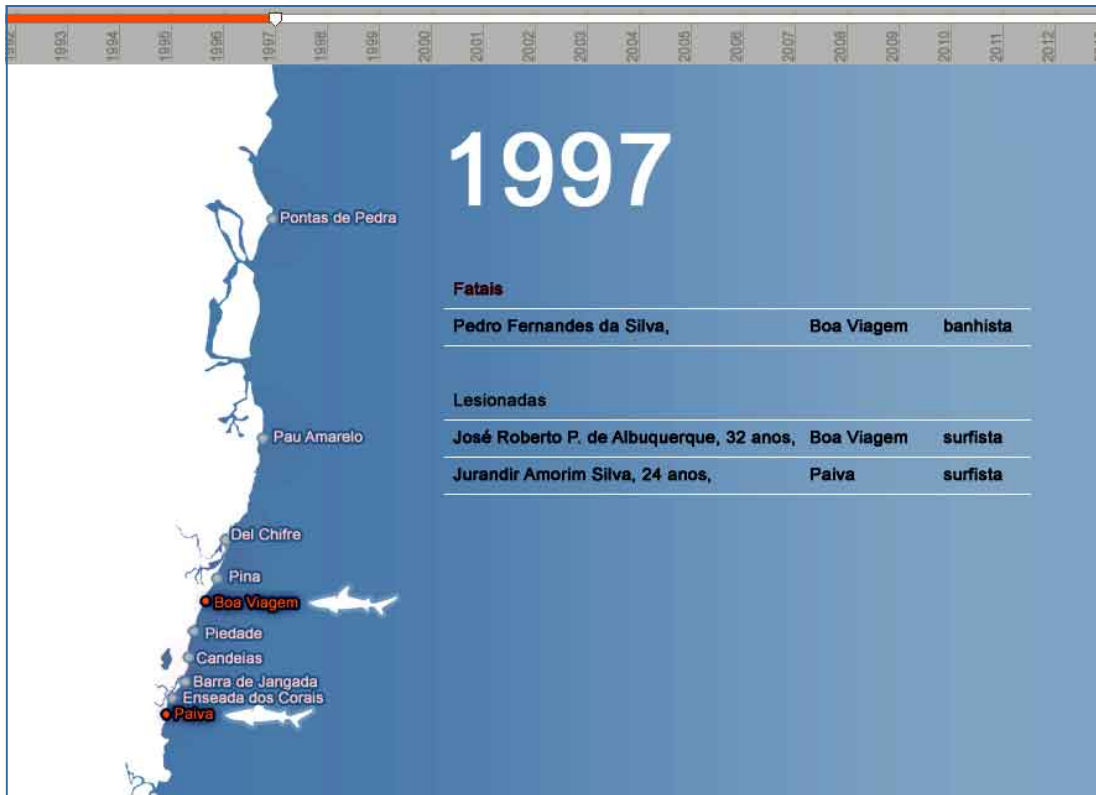 1992 1993 1994 1995 1996 1997 1998 1999 2000 2001 2002 2003 2004 2005 2006 2007 2008 2009 2010 2011 2012
1997
Pontas de Pedra
Fatais
Pedro Fernandes da Silva, Boa Viagem banhista
Lesionadas
José Roberto P. de Albuquerque, 32 anos, Boa Viagem surfista
Jurandir Amorim Silva, 24 anos, Paiva surfista
Pau Amarelo
Del Chifre
Pina
Boa Viagem
Piedade
Candeias
Barra de Jangada
Enseada dos Corais
Paiva